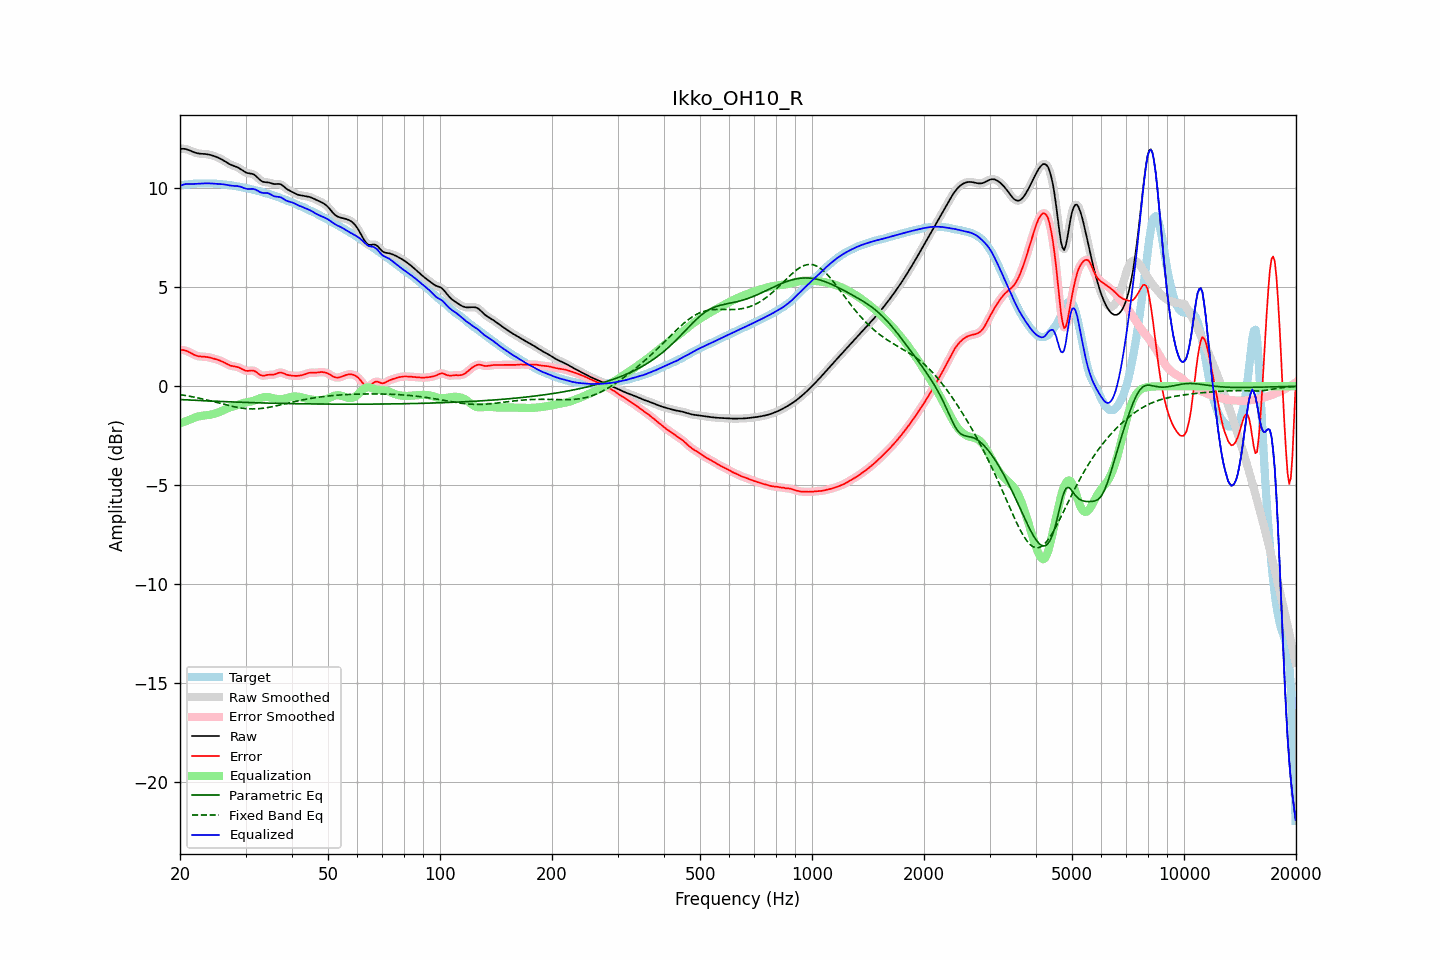 Ikko_OH10_R
Amplitude (dBr)
10
5
0
−5
−10
−15
−20
Target
Raw Smoothed
Error Smoothed
Raw
Error
Equalization
Parametric Eq
Fixed Band Eq
Equalized
20 50 100 200 500 1000 2000 5000 10000 20000
Frequency (Hz)